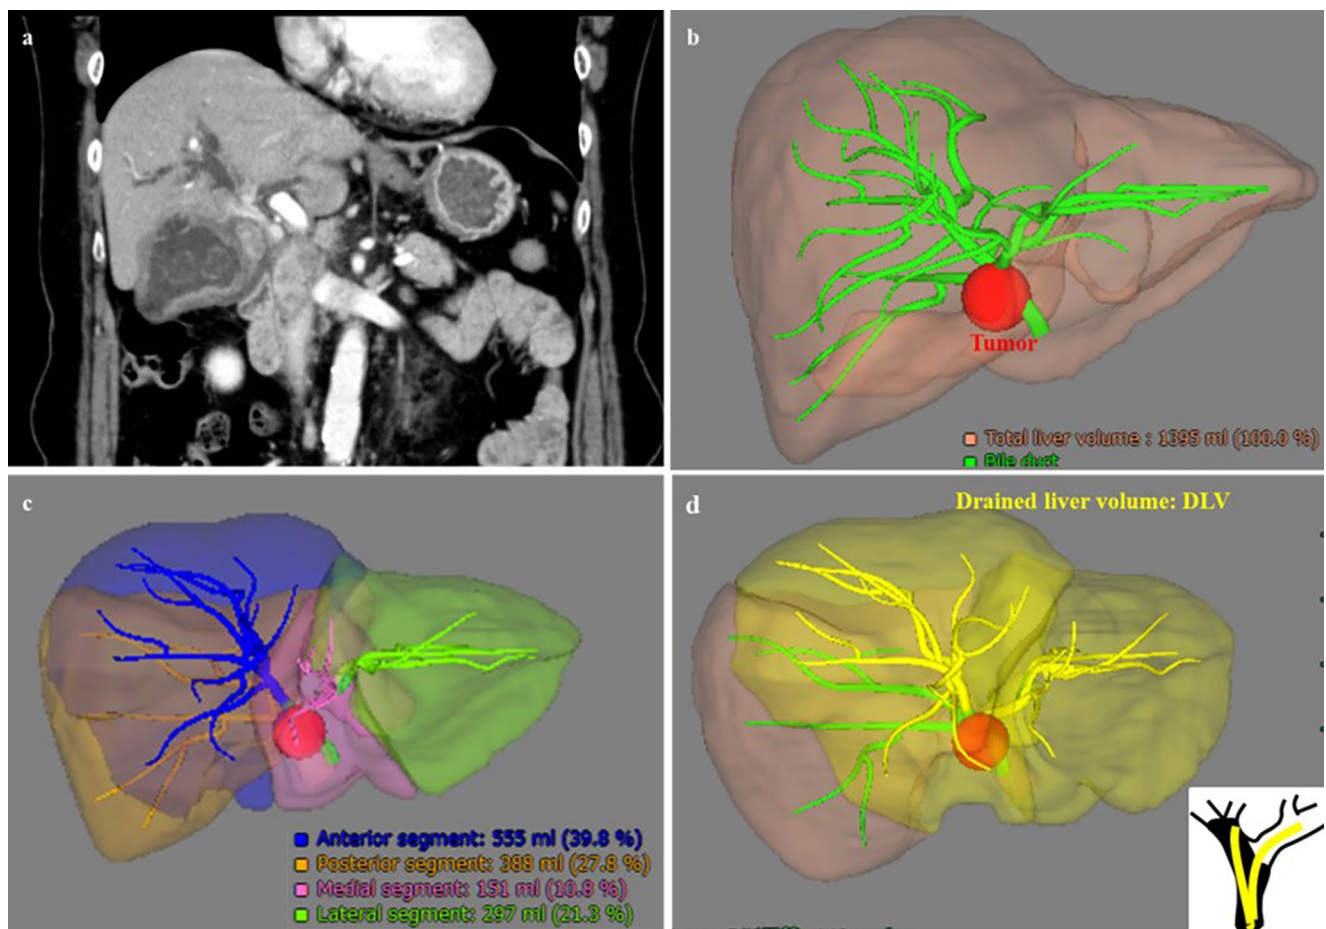 a
b
Tumor
Total liver volume : 1395 ml (100.0 %)
Bile duct
c
Anterior segment: 555 ml (39.8 %)
Posterior segment: 388 ml (27.8 %)
Medial segment: 151 ml (10.8 %)
Lateral segment: 297 ml (21.3 %)
d
Drained liver volume: DLV